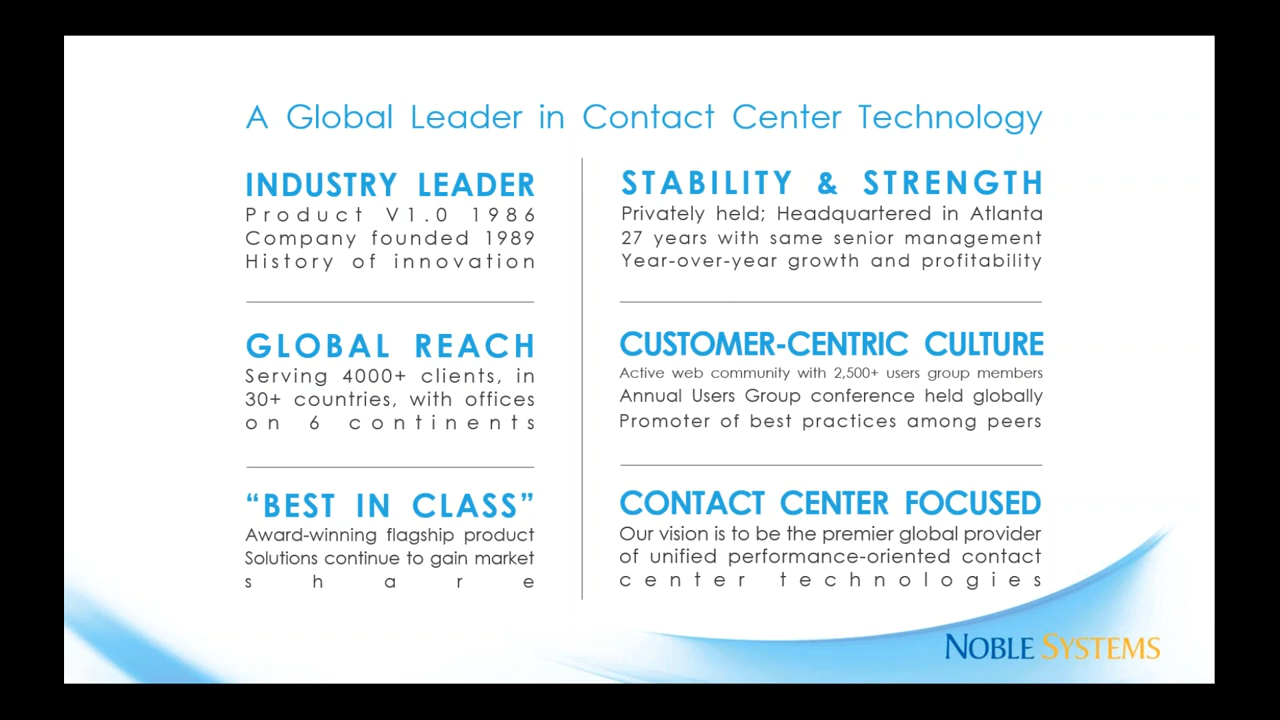 A Global Leader in Contact Center Technology
INDUSTRY LEADER
Product V1.0 1986
Company founded 1989
History of innovation
GLOBAL REACH
Serving 4000+ clients, in
30+ countries, with offices
on 6 continents
“BEST IN CLASS”
Award-winning flagship product
Solutions continue to gain market
share
STABILITY & STRENGTH
Privately held; Headquartered in Atlanta
27 years with same senior management
Year-over-year growth and profitability
CUSTOMER-CENTRIC CULTURE
Active web community with 2,500+ users group members
Annual Users Group conference held globally
Promoter of best practices among peers
CONTACT CENTER FOCUSED
Our vision is to be the premier global provider
of unified performance-oriented contact
center technologies
NOBLE SYSTEMS